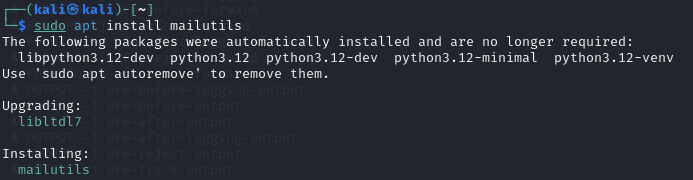 ┌──(kali㉿kali)-[~]
└─$ sudo apt install mailutils
The following packages were automatically installed and are no longer required:
  libpython3.12-dev  python3.12  python3.12-dev  python3.12-minimal  python3.12-venv
Use 'sudo apt autoremove' to remove them.

Upgrading:
  libltdl7

Installing:
  mailutils